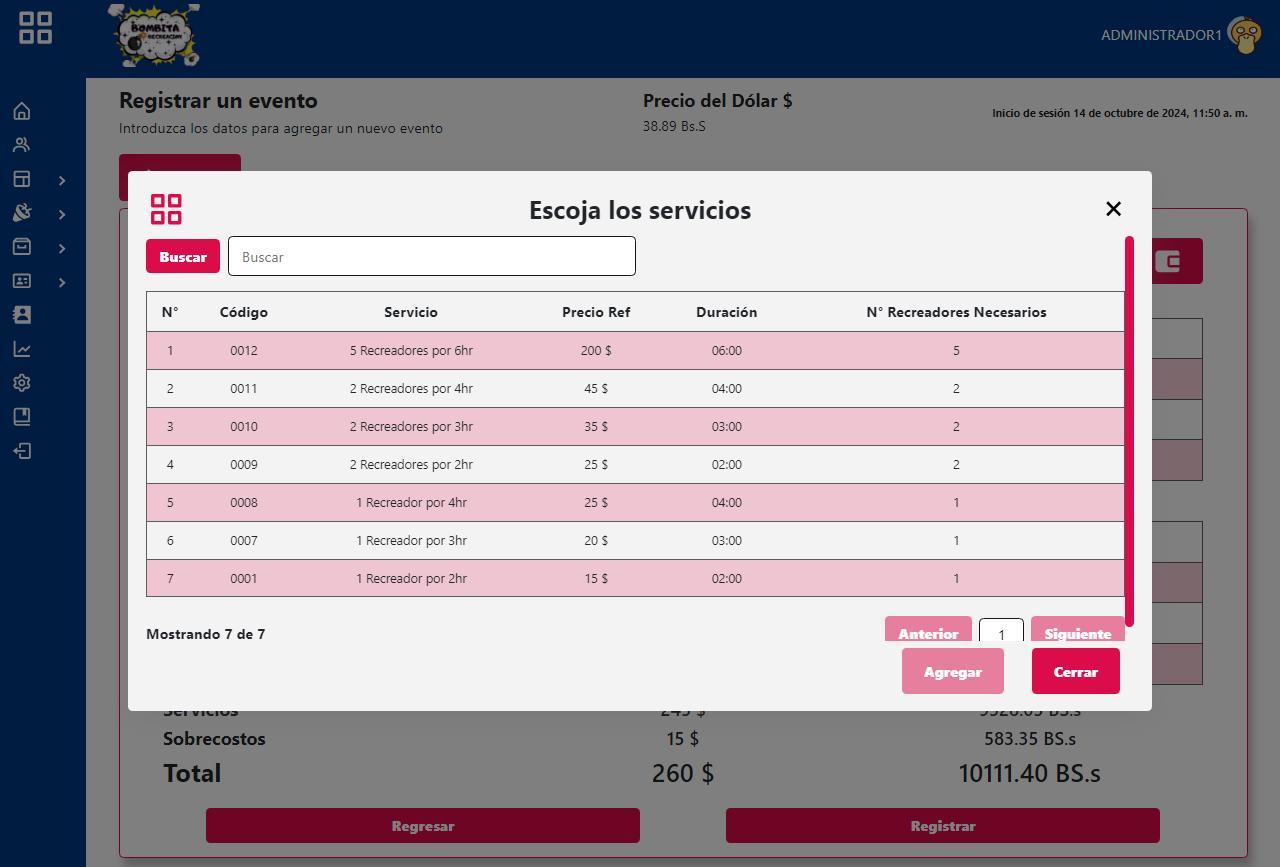 BOMBITA
RECREACIÓN
ADMINISTRADOR1
Registrar un evento
Introduzca los datos para agregar un nuevo evento
Precio del Dólar $
38.89 Bs.S
Inicio de sesión 14 de octubre de 2024, 11:50 a. m.
Escoja los servicios
Buscar Buscar
N° Código Servicio Precio Ref Duración N° Recreadores Necesarios
1 0012 5 Recreadores por 6hr 200 $ 06:00 5
2 0011 2 Recreadores por 4hr 45 $ 04:00 2
3 0010 2 Recreadores por 3hr 35 $ 03:00 2
4 0009 2 Recreadores por 2hr 25 $ 02:00 2
5 0008 1 Recreador por 4hr 25 $ 04:00 1
6 0007 1 Recreador por 3hr 20 $ 03:00 1
7 0001 1 Recreador por 2hr 15 $ 02:00 1
Mostrando 7 de 7 Anterior 1 Siguiente
Agregar Cerrar
Servicios 245 $ 9528.05 BS.s
Sobrecostos 15 $ 583.35 BS.s
Total 260 $ 10111.40 BS.s
Regresar Registrar